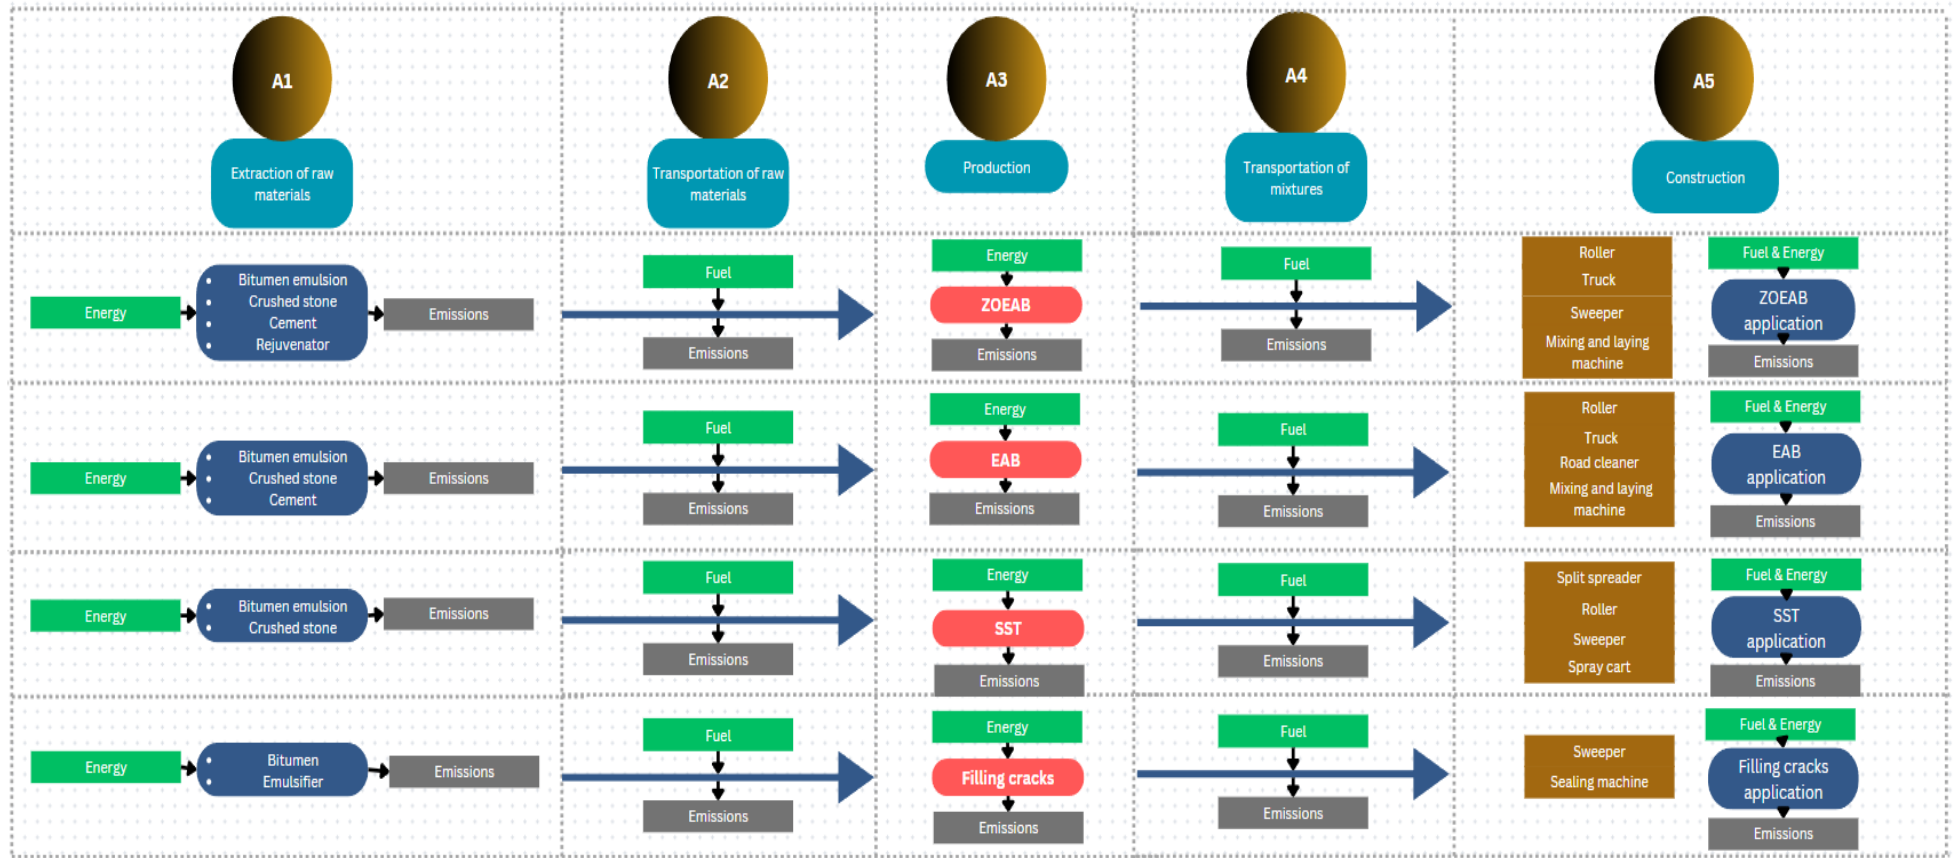 A1
A2
A3
A4
A5
Extraction of raw
materials
Transportation of raw
materials
Production
Transportation of
mixtures
Construction
Energy
Bitumen emulsion
Crushed stone
Cement
Rejuvenator
Emissions
Fuel
Emissions
Energy
ZOEAB
Emissions
Fuel
Emissions
Roller
Truck
Sweeper
Mixing and laying
machine
Fuel & Energy
ZOEAB
application
Emissions
Energy
Bitumen emulsion
Crushed stone
Cement
Emissions
Fuel
Emissions
Energy
EAB
Emissions
Fuel
Emissions
Roller
Truck
Road cleaner
Mixing and laying
machine
Fuel & Energy
EAB
application
Emissions
Energy
Bitumen emulsion
Crushed stone
Emissions
Fuel
Emissions
Energy
SST
Emissions
Fuel
Emissions
Split spreader
Roller
Sweeper
Spray cart
Fuel & Energy
SST
application
Emissions
Energy
Bitumen
Emulsifier
Emissions
Fuel
Emissions
Energy
Filling cracks
Emissions
Fuel
Emissions
Sweeper
Sealing machine
Fuel & Energy
Filling cracks
application
Emissions